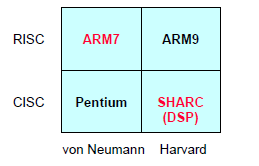 RISC ARM7 ARM9
CISC Pentium SHARC
(DSP)
von Neumann Harvard